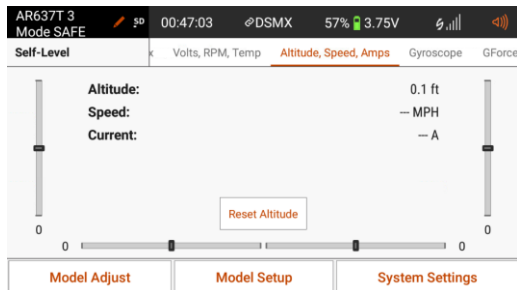 AR637T 3
Mode SAFE
5D
00:47:03
DSMX
57% 3.75V
Self-Level
x
Volts, RPM, Temp
Altitude, Speed, Amps
Gyroscope
GForce
Altitude: 0.1 ft
Speed: --- MPH
Current: --- A
Reset Altitude
0
0
0
0
Model Adjust
Model Setup
System Settings